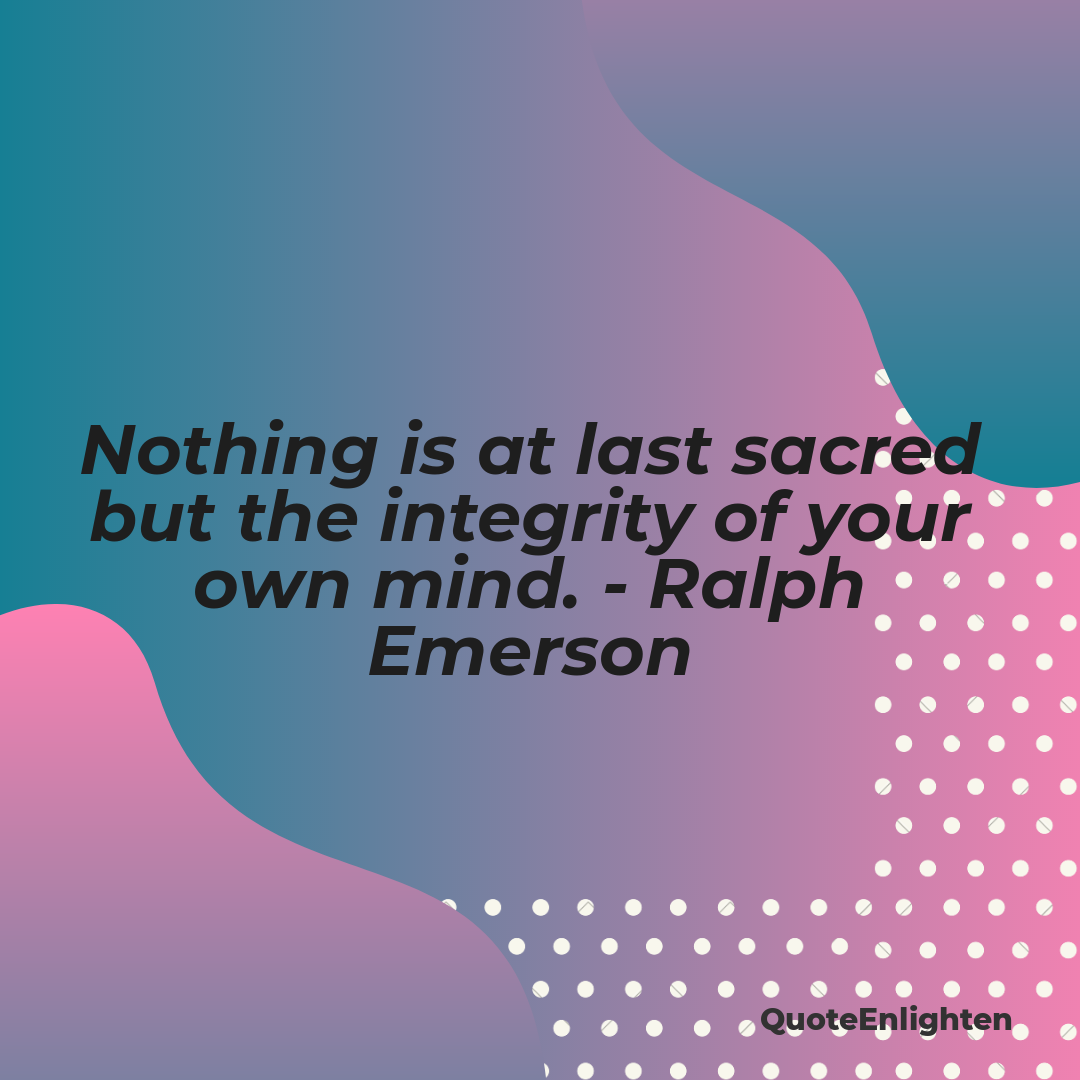 Nothing is at last sacred
but the integrity of your
own mind. - Ralph
Emerson
QuoteEnlighten